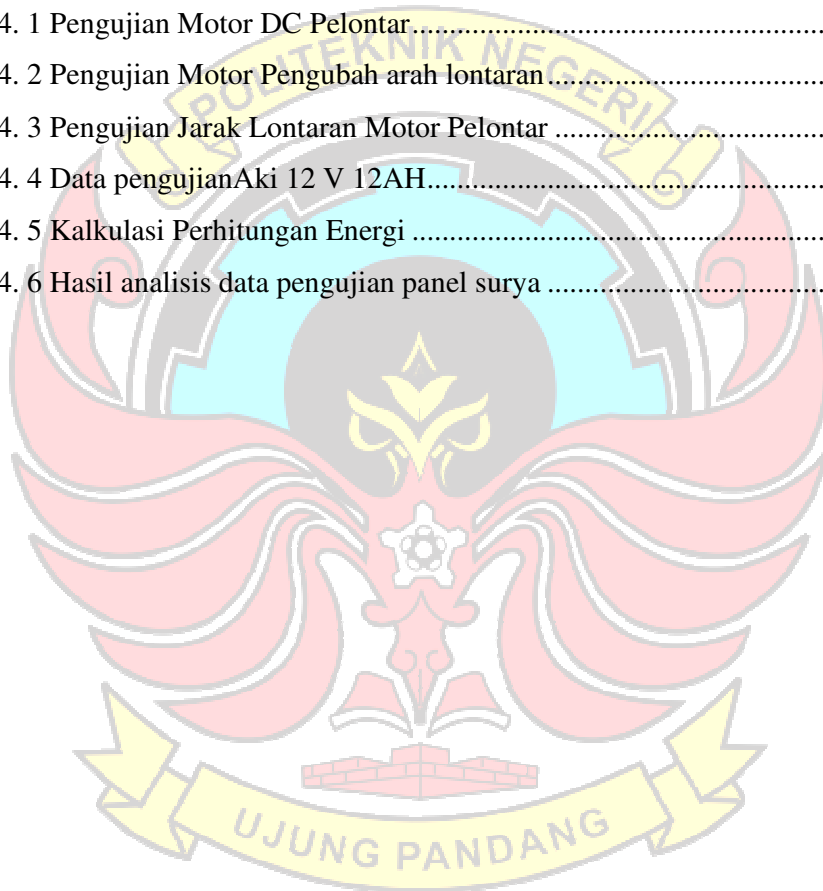 4. 1 Pengujian Motor DC Pelontar..................................................
4. 2 Pengujian Motor Pengubah arah lontaran..................................
4. 3 Pengujian Jarak Lontaran Motor Pelontar ................................
4. 4 Data pengujianAki 12 V 12AH................................................
4. 5 Kalkulasi Perhitungan Energi ..................................................
4. 6 Hasil analisis data pengujian panel surya .................................
POLITEKNIK NEGERI
UJUNG PANDANG